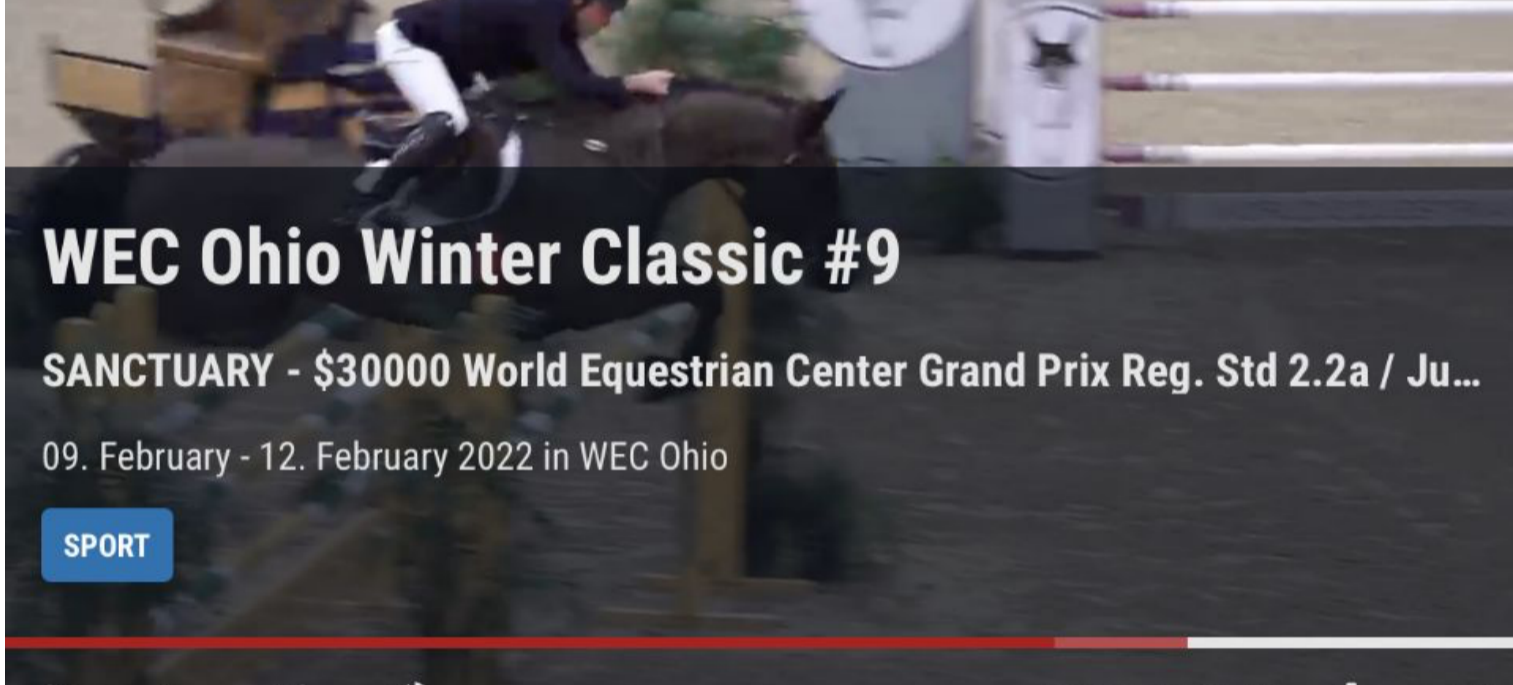 WEC Ohio Winter Classic #9
SANCTUARY - $30000 World Equestrian Center Grand Prix Reg. Std 2.2a / Ju...
09. February - 12. February 2022 in WEC Ohio
SPORT